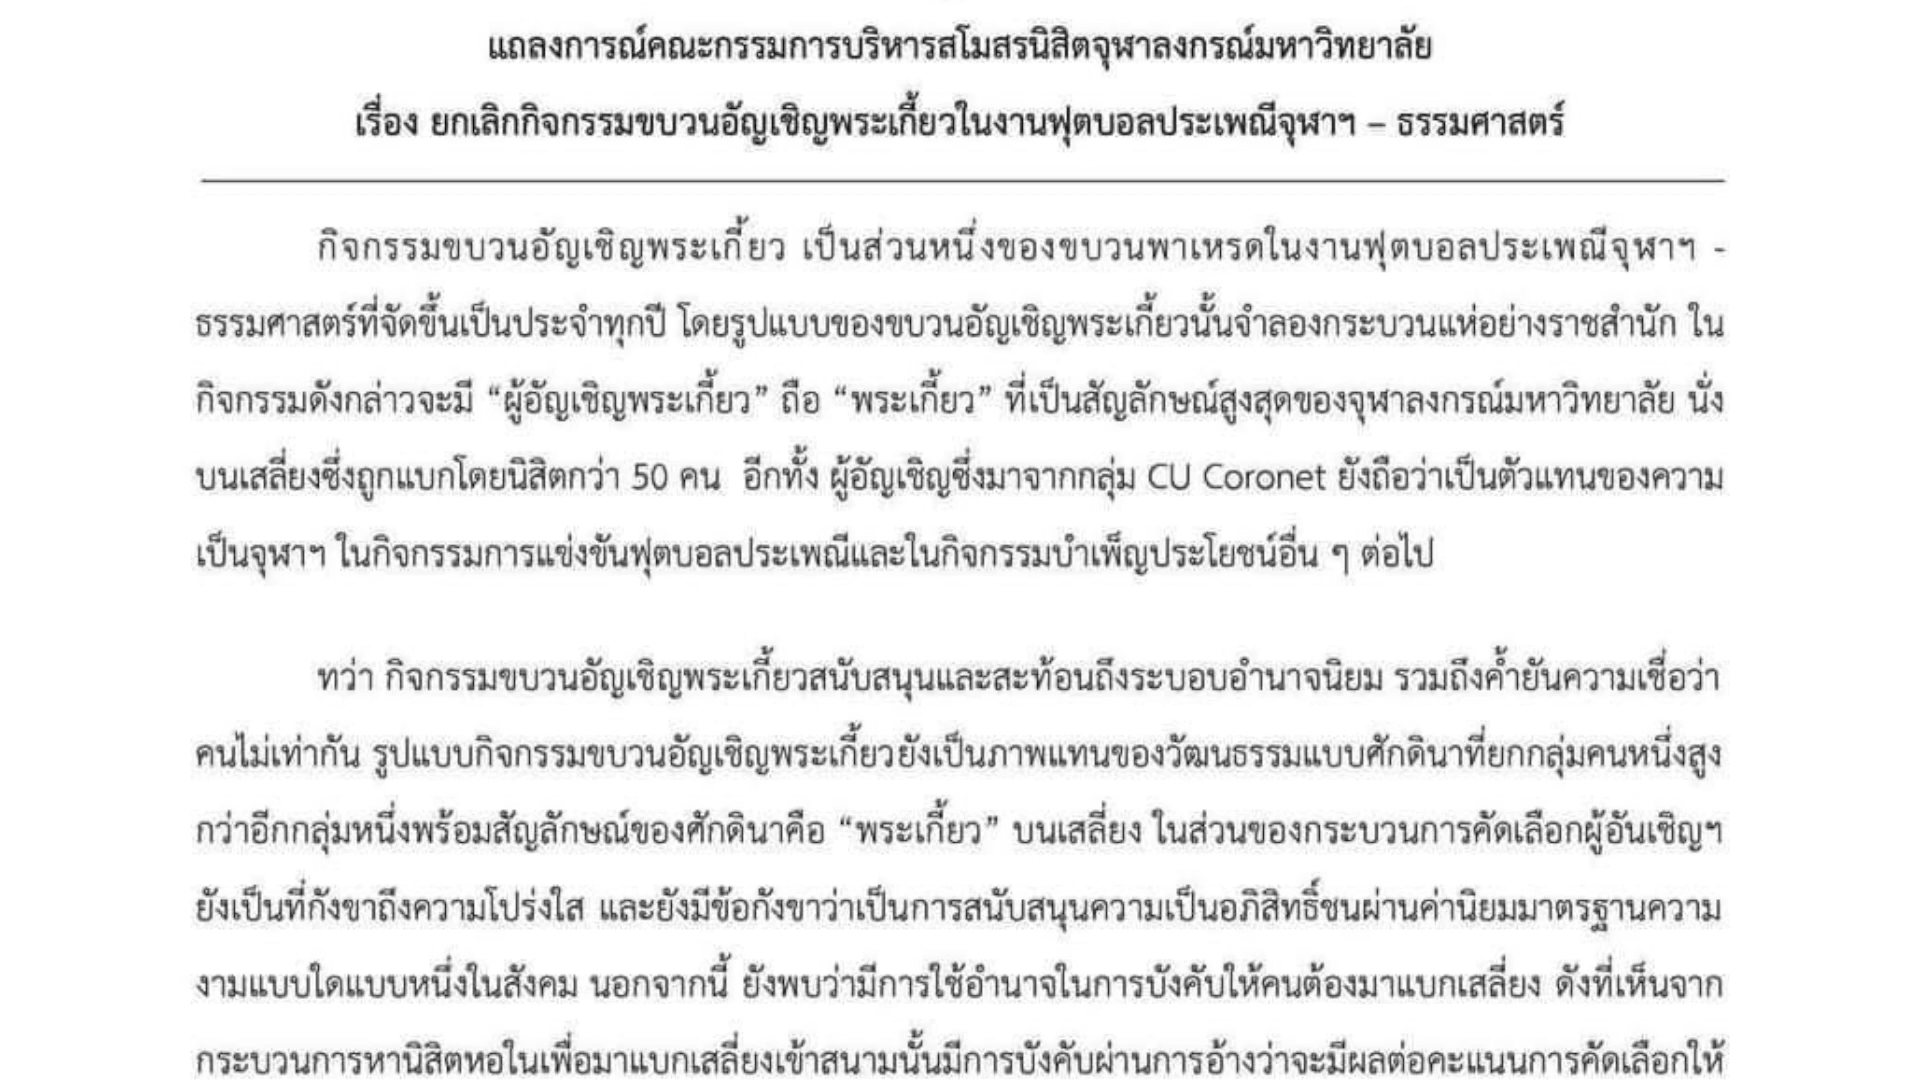 แถลงการณ์คณะกรรมการบริหารสโมสรนิสิตจุฬาลงกรณ์มหาวิทยาลัย
เรื่อง ยกเลิกกิจกรรมขบวนอัญเชิญพระเกี้ยวในงานฟุตบอลประเพณีจุฬาฯ – ธรรมศาสตร์
กิจกรรมขบวนอัญเชิญพระเกี้ยว เป็นส่วนหนึ่งของขบวนพาเหรดในงานฟุตบอลประเพณีจุฬาฯ -
ธรรมศาสตร์ที่จัดขึ้นเป็นประจำทุกปี โดยรูปแบบของขบวนอัญเชิญพระเกี้ยวนั้นจำลองกระบวนแห่อย่างราชสำนัก ใน
กิจกรรมดังกล่าวจะมี “ผู้อัญเชิญพระเกี้ยว” ถือ “พระเกี้ยว” ที่เป็นสัญลักษณ์สูงสุดของจุฬาลงกรณ์มหาวิทยาลัย นั่ง
บนเสลี่ยงซึ่งถูกแบกโดยนิสิตกว่า 50 คน อีกทั้ง ผู้อัญเชิญซึ่งมาจากกลุ่ม CU Coronet ยังถือว่าเป็นตัวแทนของความ
เป็นจุฬาฯ ในกิจกรรมการแข่งขันฟุตบอลประเพณีและในกิจกรรมบำเพ็ญประโยชน์อื่น ๆ ต่อไป
ทว่า กิจกรรมขบวนอัญเชิญพระเกี้ยวสนับสนุนและสะท้อนถึงระบอบอำนาจนิยม รวมถึงค้ำยันความเชื่อว่า
คนไม่เท่ากัน รูปแบบกิจกรรมขบวนอัญเชิญพระเกี้ยวยังเป็นภาพแทนของวัฒนธรรมแบบศักดินาที่ยกกลุ่มคนหนึ่งสูง
กว่าอีกกลุ่มหนึ่งพร้อมสัญลักษณ์ของศักดินาคือ “พระเกี้ยว” บนเสลี่ยง ในส่วนของกระบวนการคัดเลือกผู้อันเชิญฯ
ยังเป็นที่กังขาถึงความโปร่งใส และยังมีข้อกังขาว่าเป็นการสนับสนุนความเป็นอภิสิทธิ์ชนผ่านค่านิยมมาตรฐานความ
งามแบบใดแบบหนึ่งในสังคม นอกจากนี้ ยังพบว่ามีการใช้อำนาจในการบังคับให้คนต้องมาแบกเสลี่ยง ดังที่เห็นจาก
กระบวนการหานิสิตหอในเพื่อมาแบกเสลี่ยงเข้าสนามนั้นมีการบังคับผ่านการอ้างว่าจะมีผลต่อคะแนนการคัดเลือกให้